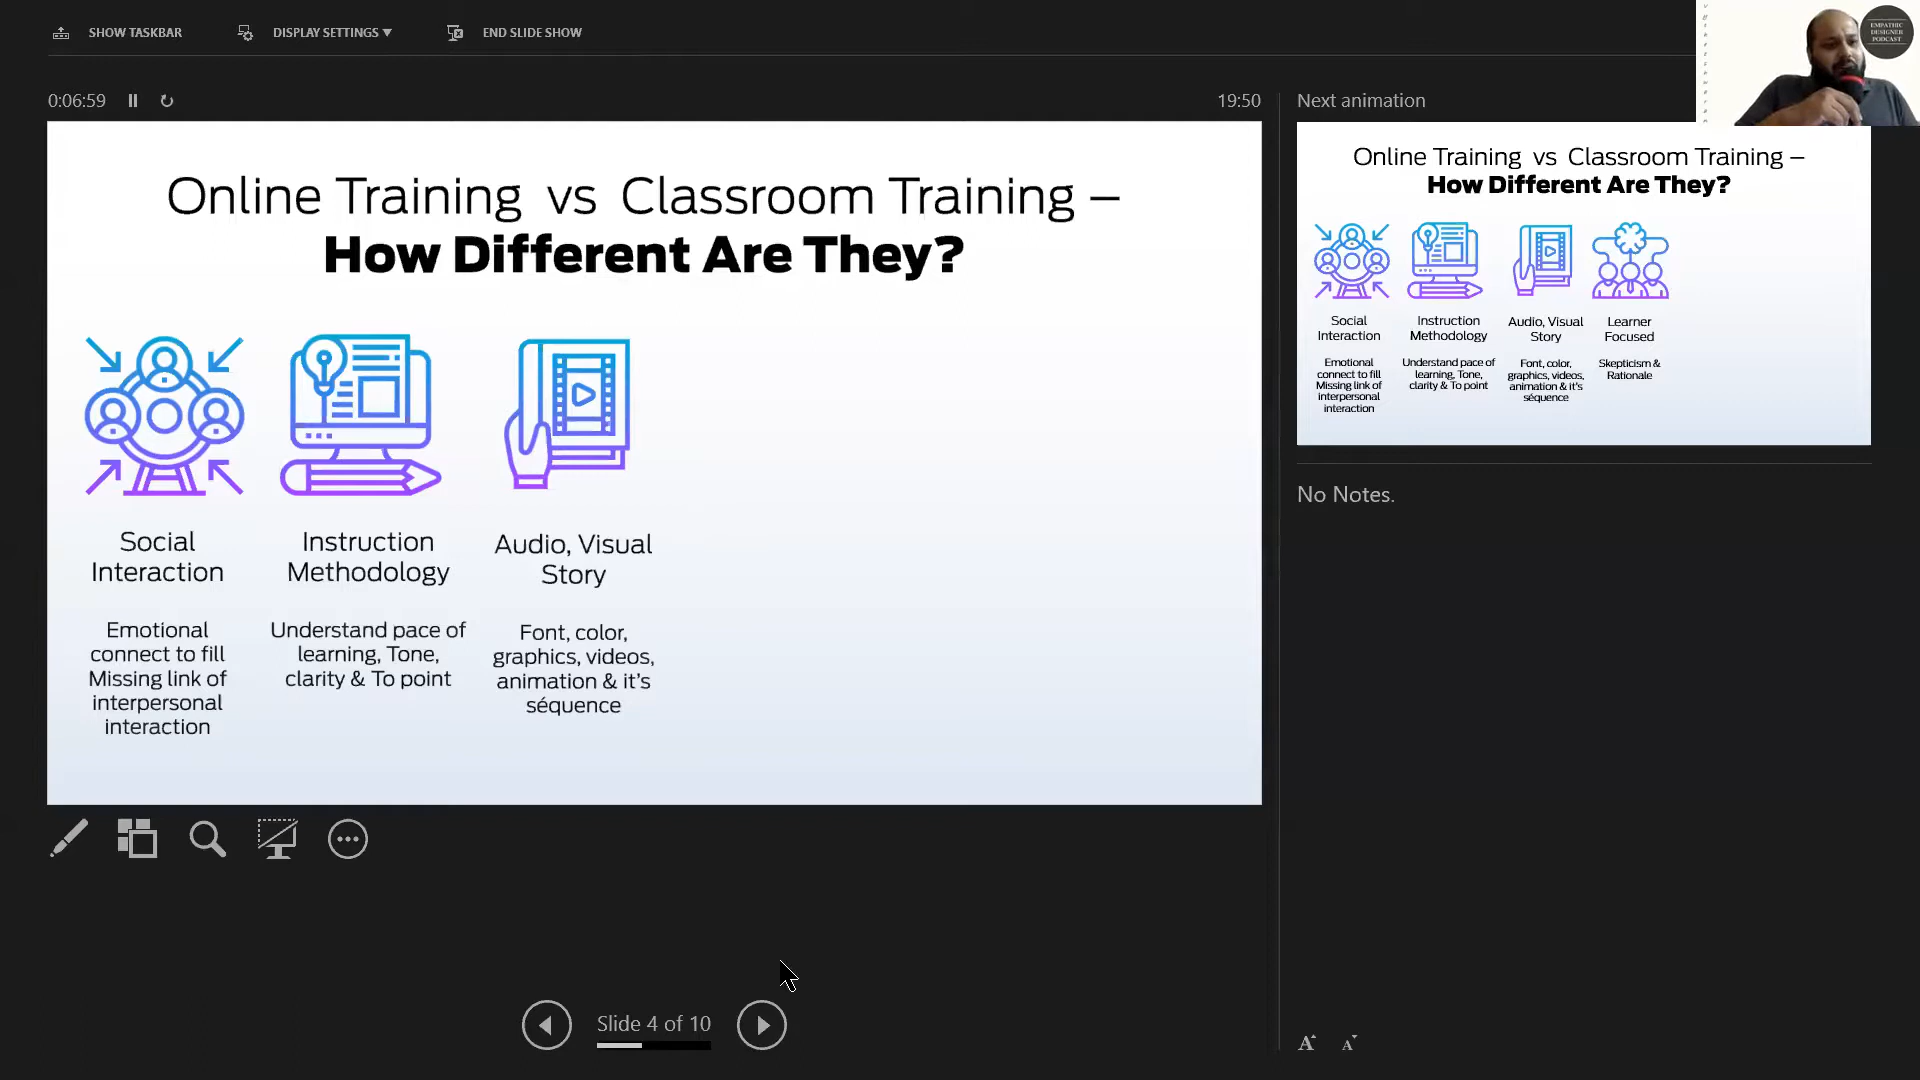 SHOW TASKBAR
DISPLAY SETTINGS ▼
END SLIDE SHOW
EMPATHIC
DESIGNER
PODCAST
0:06:59
19:50
Next animation
Online Training vs Classroom Training –
How Different Are They?
Social
Interaction
Emotional
connect to fill
Missing link of
interpersonal
interaction
Instruction
Methodology
Understand pace of
learning, Tone,
clarity & To point
Audio, Visual
Story
Font, color,
graphics, videos,
animation & it's
séquence
Online Training vs Classroom Training –
How Different Are They?
Social
Interaction
Emotional
connect to fill
Missing link of
interpersonal
interaction
Instruction
Methodology
Understand pace of
learning, Tone,
clarity & To point
Audio, Visual
Story
Font, color,
graphics, videos,
animation & it's
séquence
Learner
Focused
Skepticism &
Rationale
No Notes.
Slide 4 of 10
A A